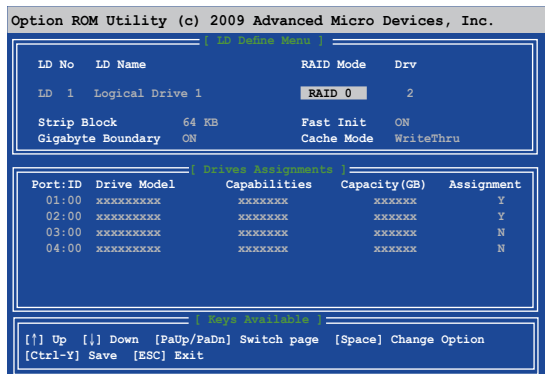 Option ROM Utility (c) 2009 Advanced Micro Devices, Inc.
[ LD Define Menu ]
LD No LD Name RAID Mode Drv
LD 1 Logical Drive 1 RAID 0 2
Strip Block 64 KB Fast Init ON
Gigabyte Boundary ON Cache Mode WriteThru
[ Drives Assignments ]
Port:ID Drive Model Capabilities Capacity(GB) Assignment
01:00 xxxxxxxxx xxxxxxx xxxxxx Y
02:00 xxxxxxxxx xxxxxxx xxxxxx Y
03:00 xxxxxxxxx xxxxxxx xxxxxx N
04:00 xxxxxxxxx xxxxxxx xxxxxx N
[ Keys Available ]
[↑] Up [↓] Down [PaUp/PaDn] Switch page [Space] Change Option
[Ctrl-Y] Save [ESC] Exit